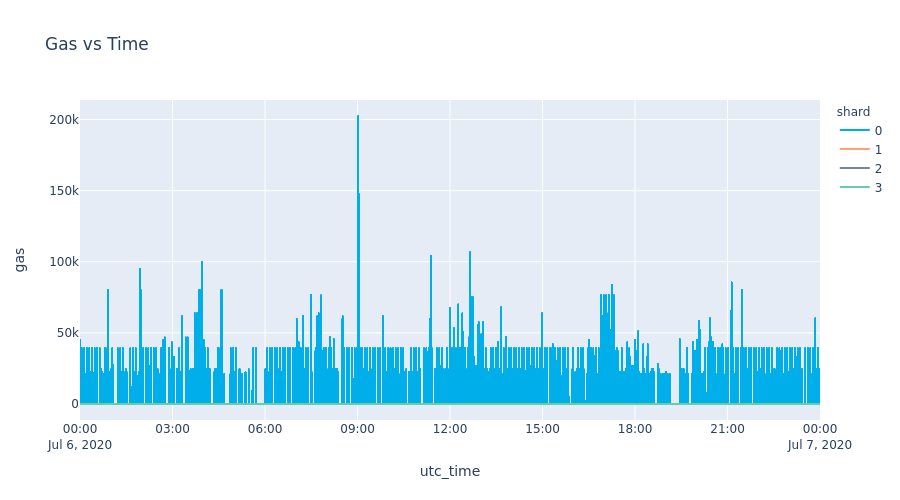 Gas vs Time
shard
0
1
2
3
200k
150k
100k
50k
0
gas
00:00
Jul 6, 2020
03:00
06:00
09:00
12:00
15:00
18:00
21:00
00:00
Jul 7, 2020
utc_time